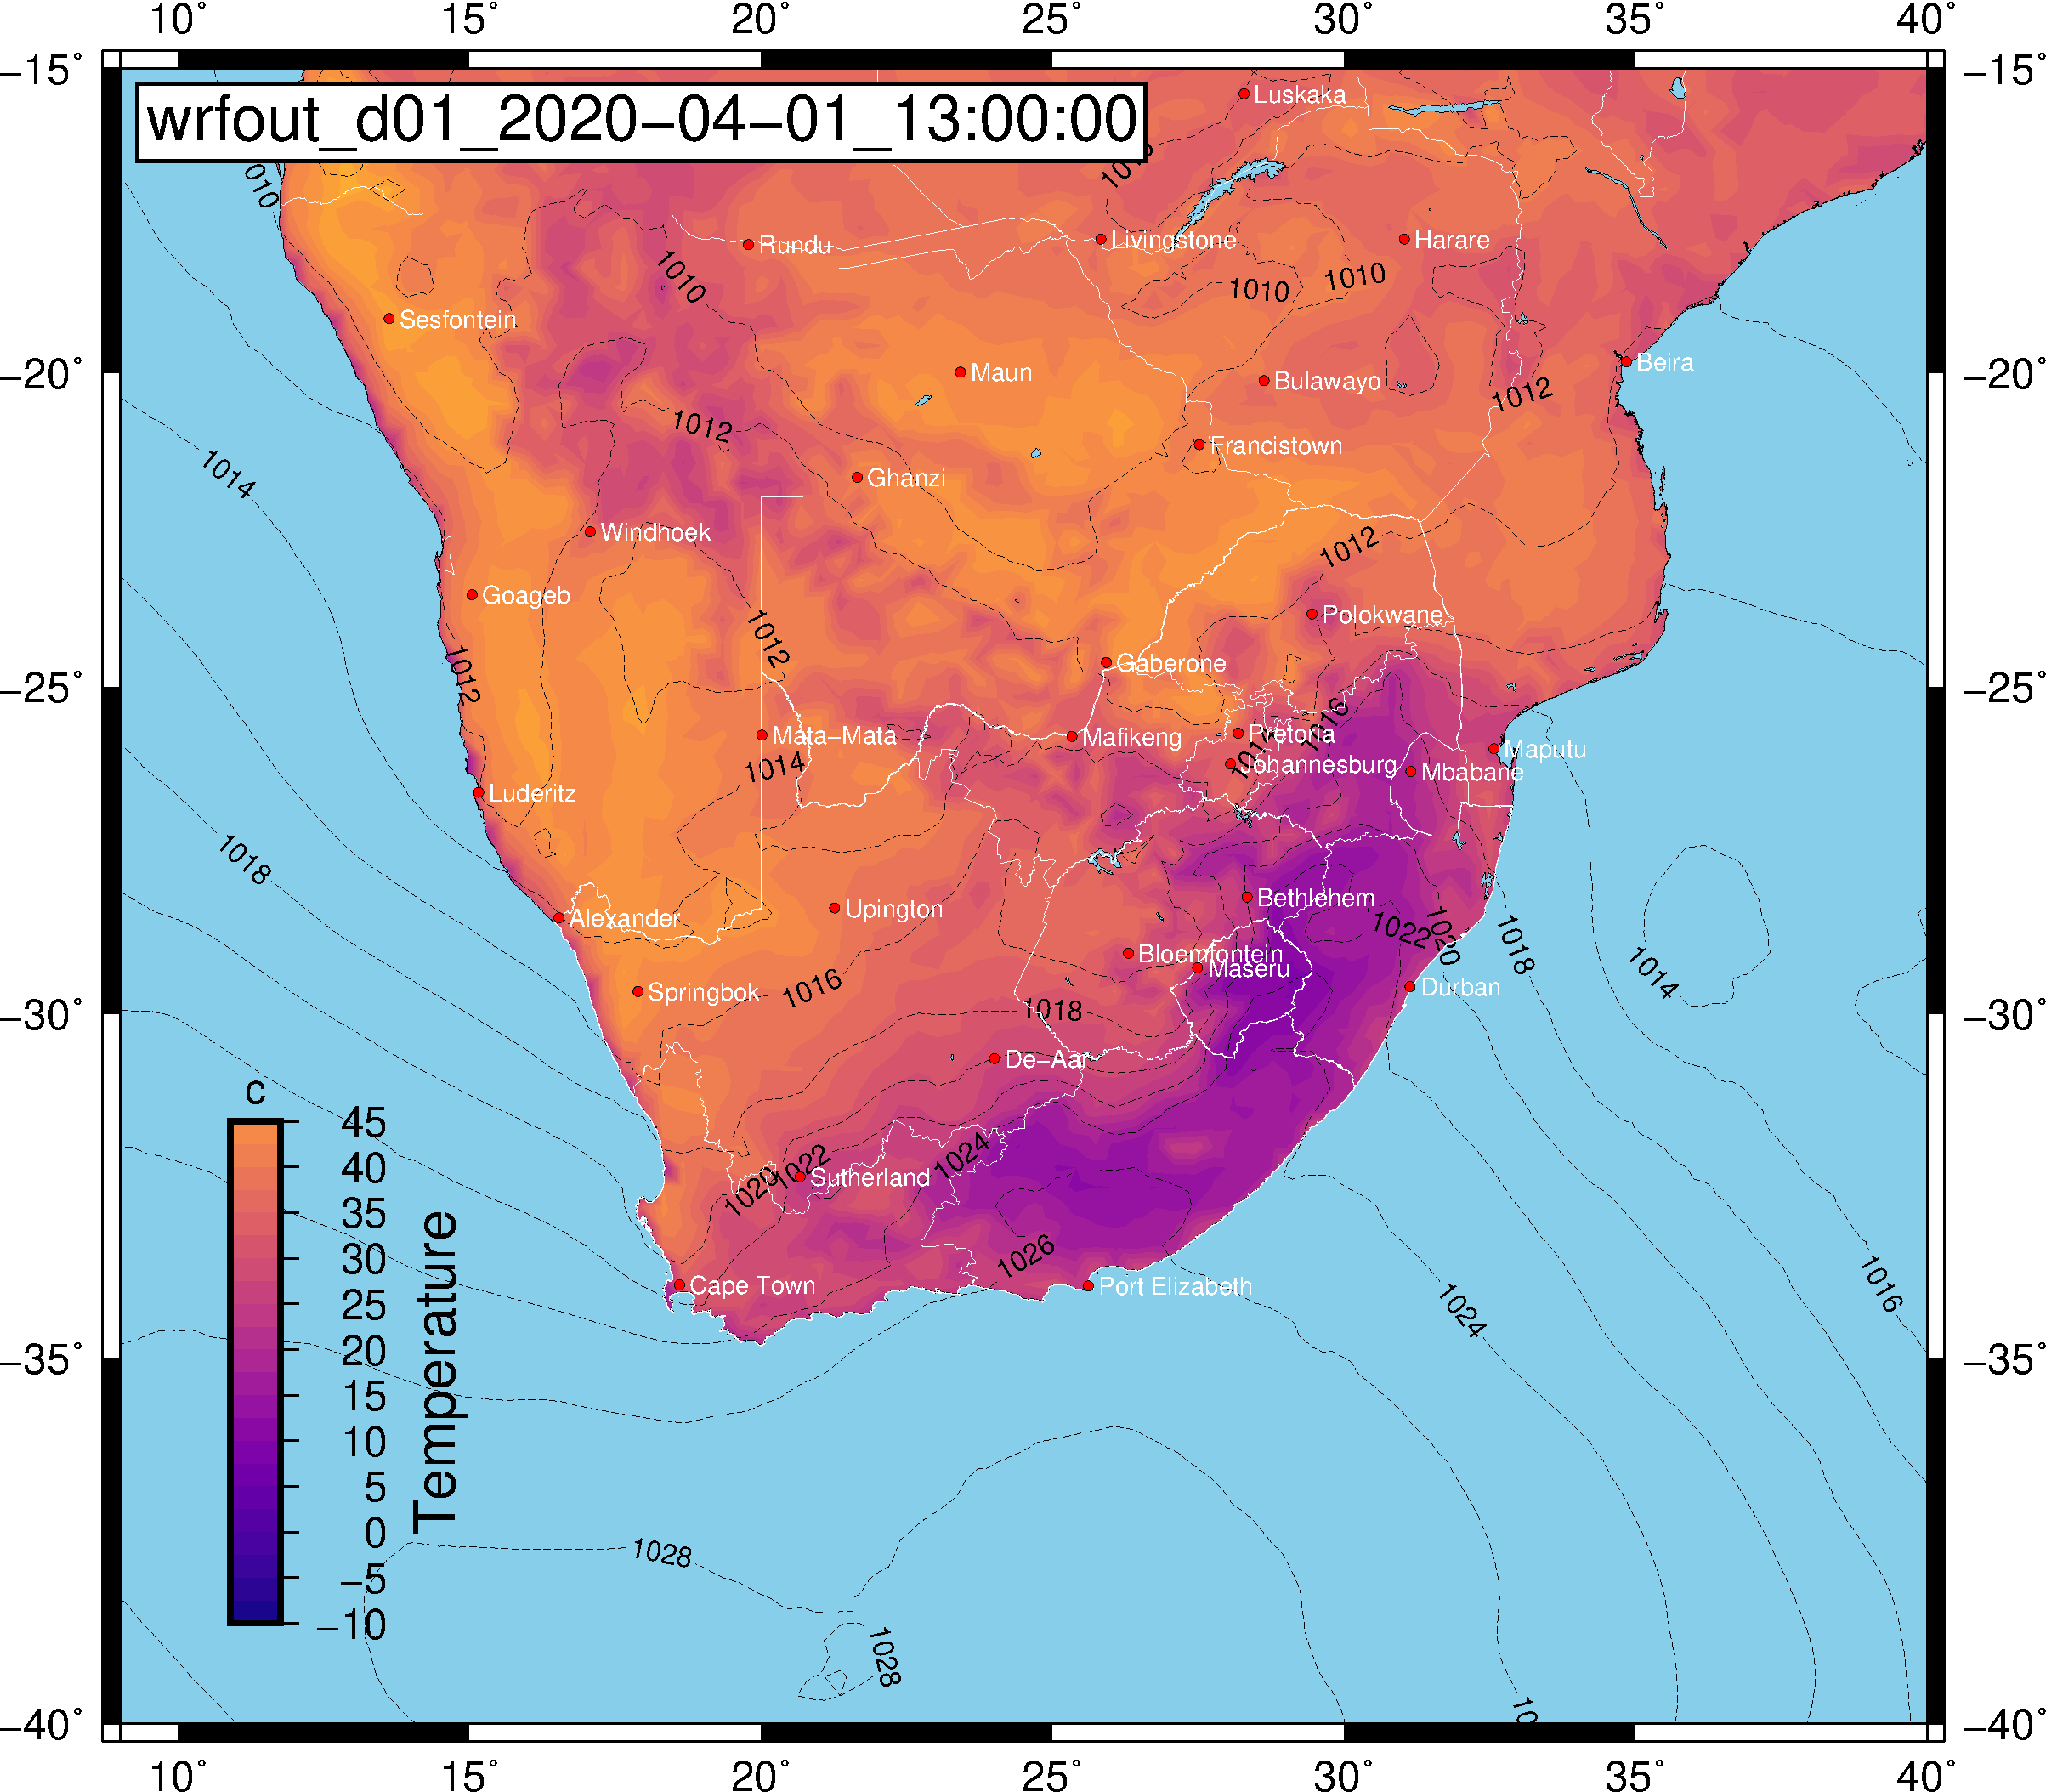 10° 15° 20° 25° 30° 35° 40°
−15° −15°
wrfout_d01_2020−04−01_13:00:00
Luskaka
1010
Rundu Livingstone Harare
1010 1010 1010
Sesfontein
−20° Maun Bulawayo Beira −20°
1012 1012
Francistown
1014 Ghanzi
Windhoek 1012
Goageb Polokwane
1012
1012 Gaberone
−25° −25°
1016
Mata−Mata Mafikeng Pretoria Maputu
1014 Johannesburg Mbabane
Luderitz
1018
Bethlehem
Alexander Upington 1022 1020 1018
Bloemfontein
Maseru 1014
Springbok 1016 Durban
−30° 1018 −30°
De−Aar
c
45
40
35
30
25
20
15
10
5
0
−5
−10
Temperature
1020 1022 1024
Sutherland
1026 1016
Cape Town Port Elizabeth
1024
−35° −35°
1028
1028
−40° −40°
10° 15° 20° 25° 30° 35° 40°